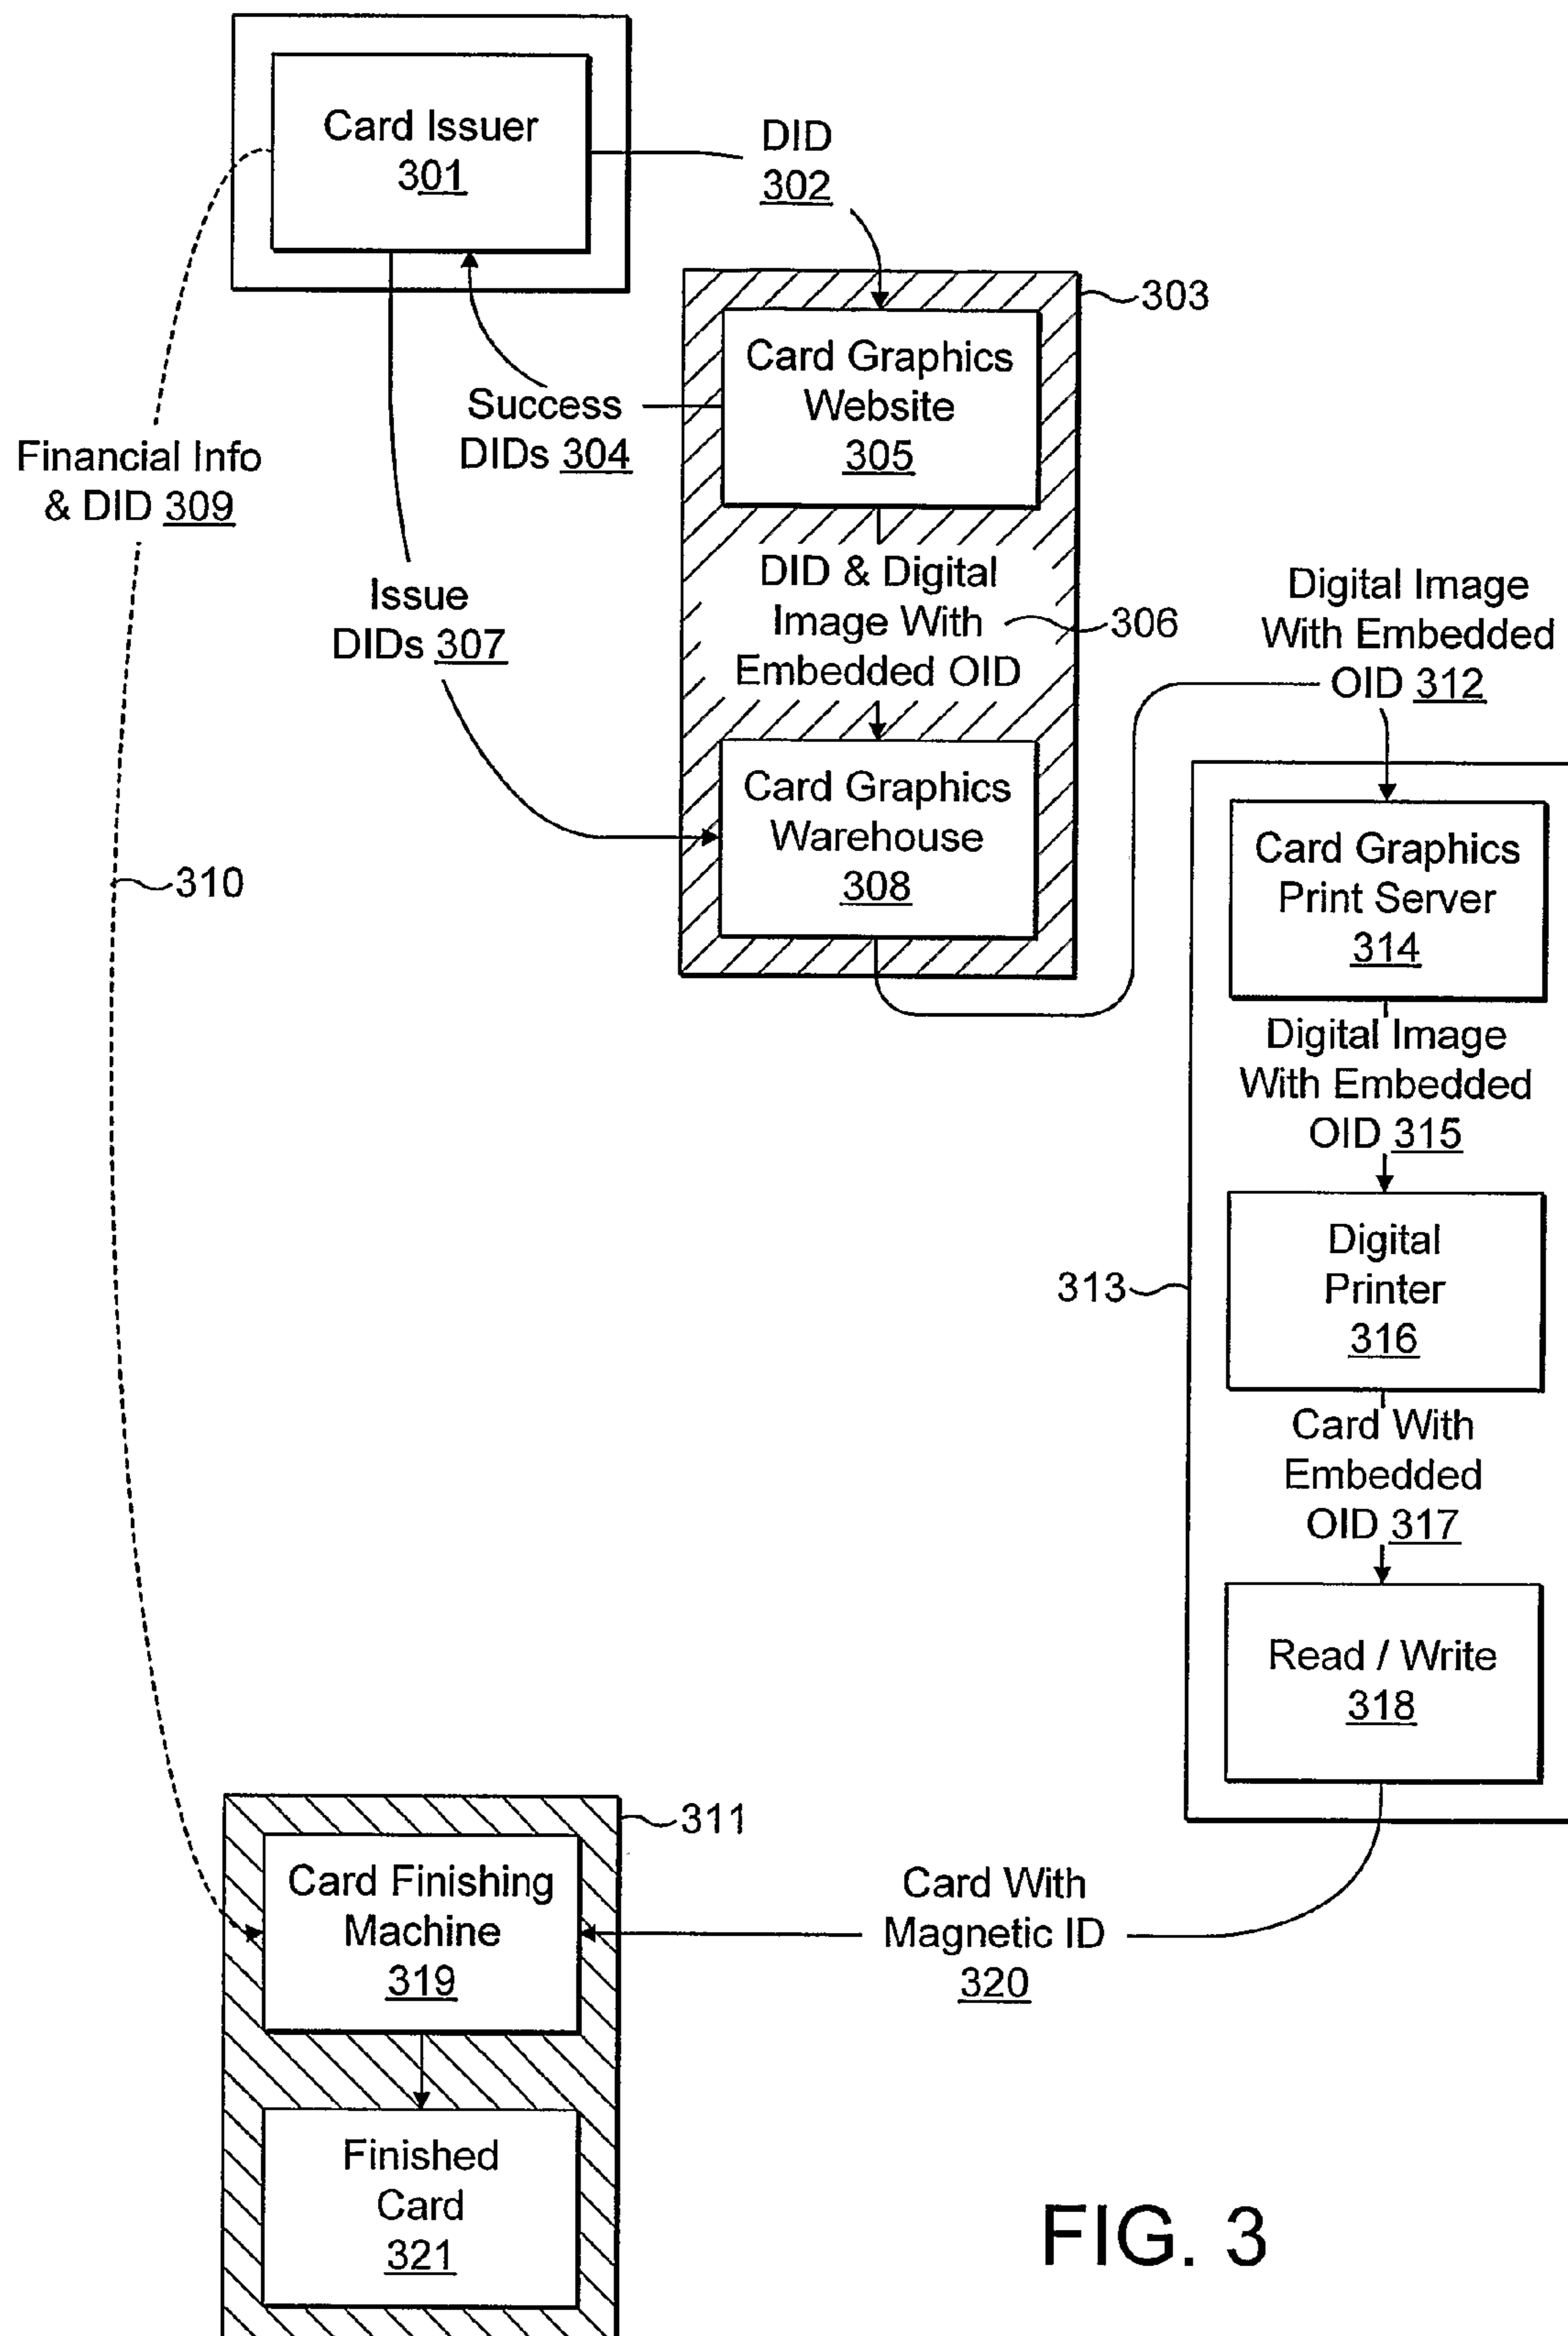 Card Issuer
301
DID
302
303
Card Graphics
Website
305
Success
DIDs 304
Financial Info
& DID 309
Issue
DIDs 307
DID & Digital
Image With
Embedded OID
306
Digital Image
With Embedded
OID 312
Card Graphics
Warehouse
308
310
Card Graphics
Print Server
314
Digital Image
With Embedded
OID 315
313
Digital
Printer
316
Card With
Embedded
OID 317
Read / Write
318
311
Card Finishing
Machine
319
Card With
Magnetic ID
320
Finished
Card
321
FIG. 3